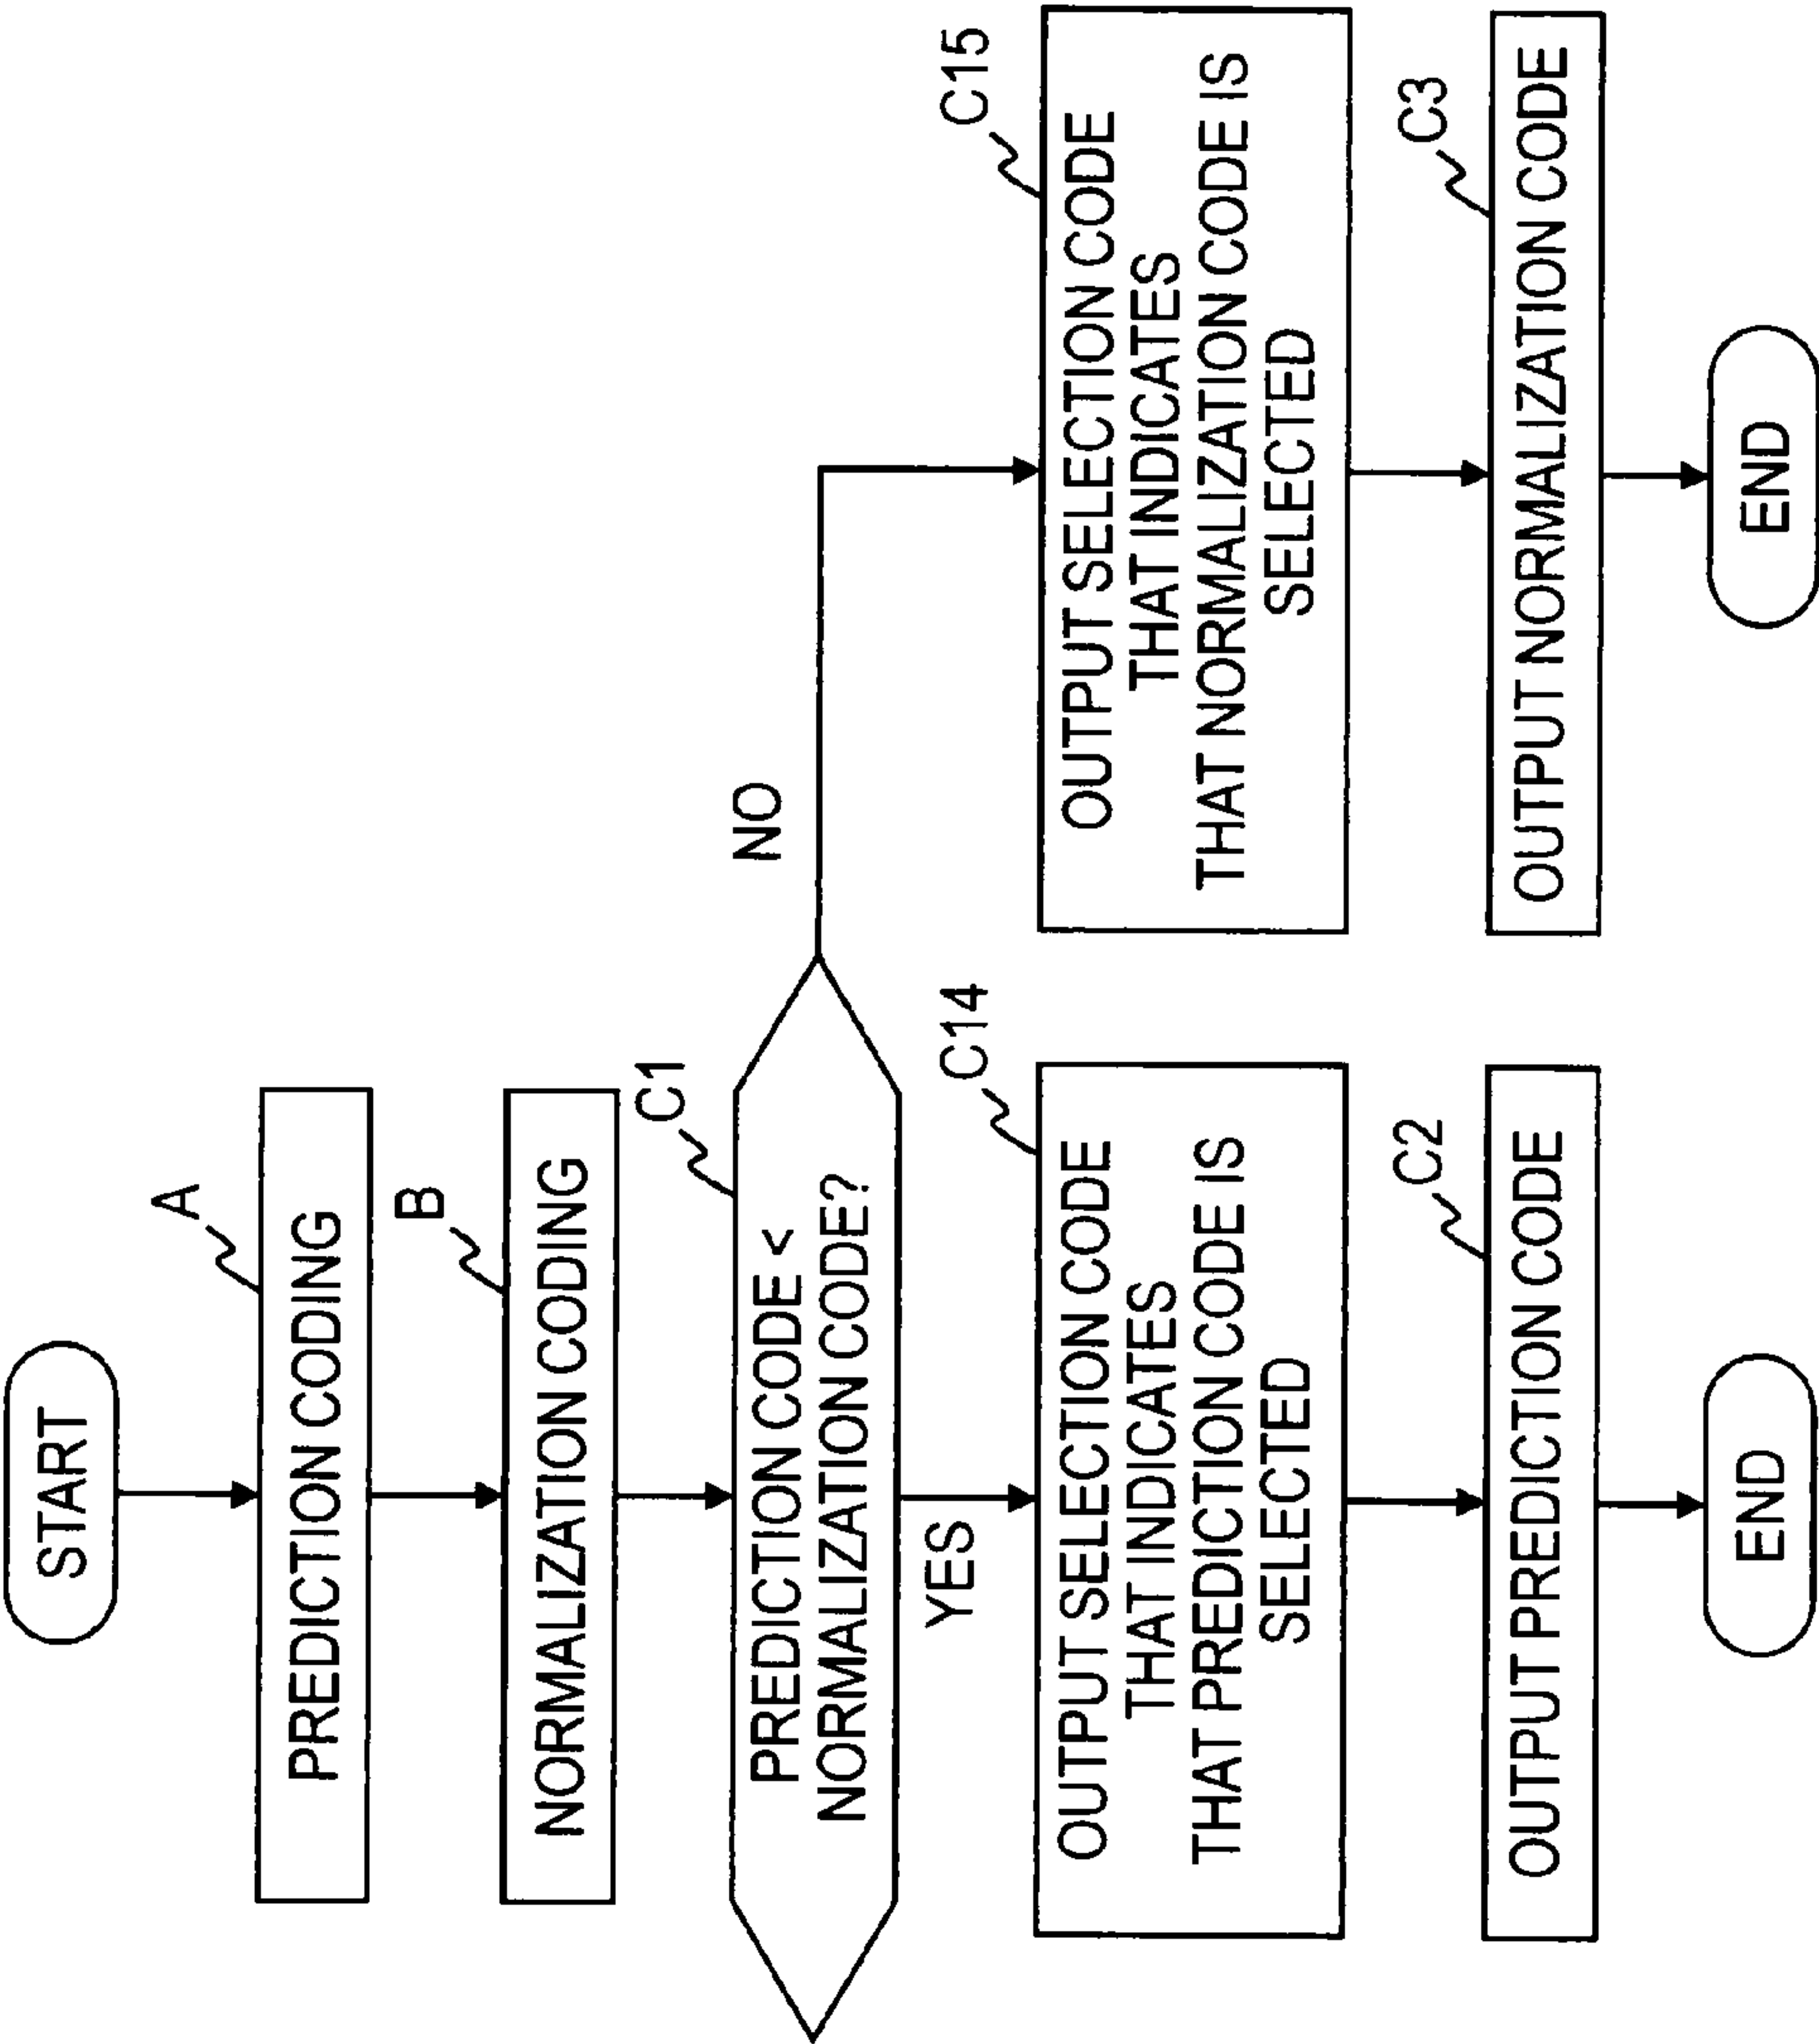 START
A
PREDICTION CODING
B
NORMALIZATION CODING
C1
PREDICTION CODE <
NORMALIZATION CODE?
NO
YES
C14
OUTPUT SELECTION CODE
THAT INDICATES
THAT PREDICTION CODE IS
SELECTED
C2
OUTPUT PREDICTION CODE
END
C15
OUTPUT SELECTION CODE
THAT INDICATES
THAT NORMALIZATION CODE IS
SELECTED
C3
OUTPUT NORMALIZATION CODE
END